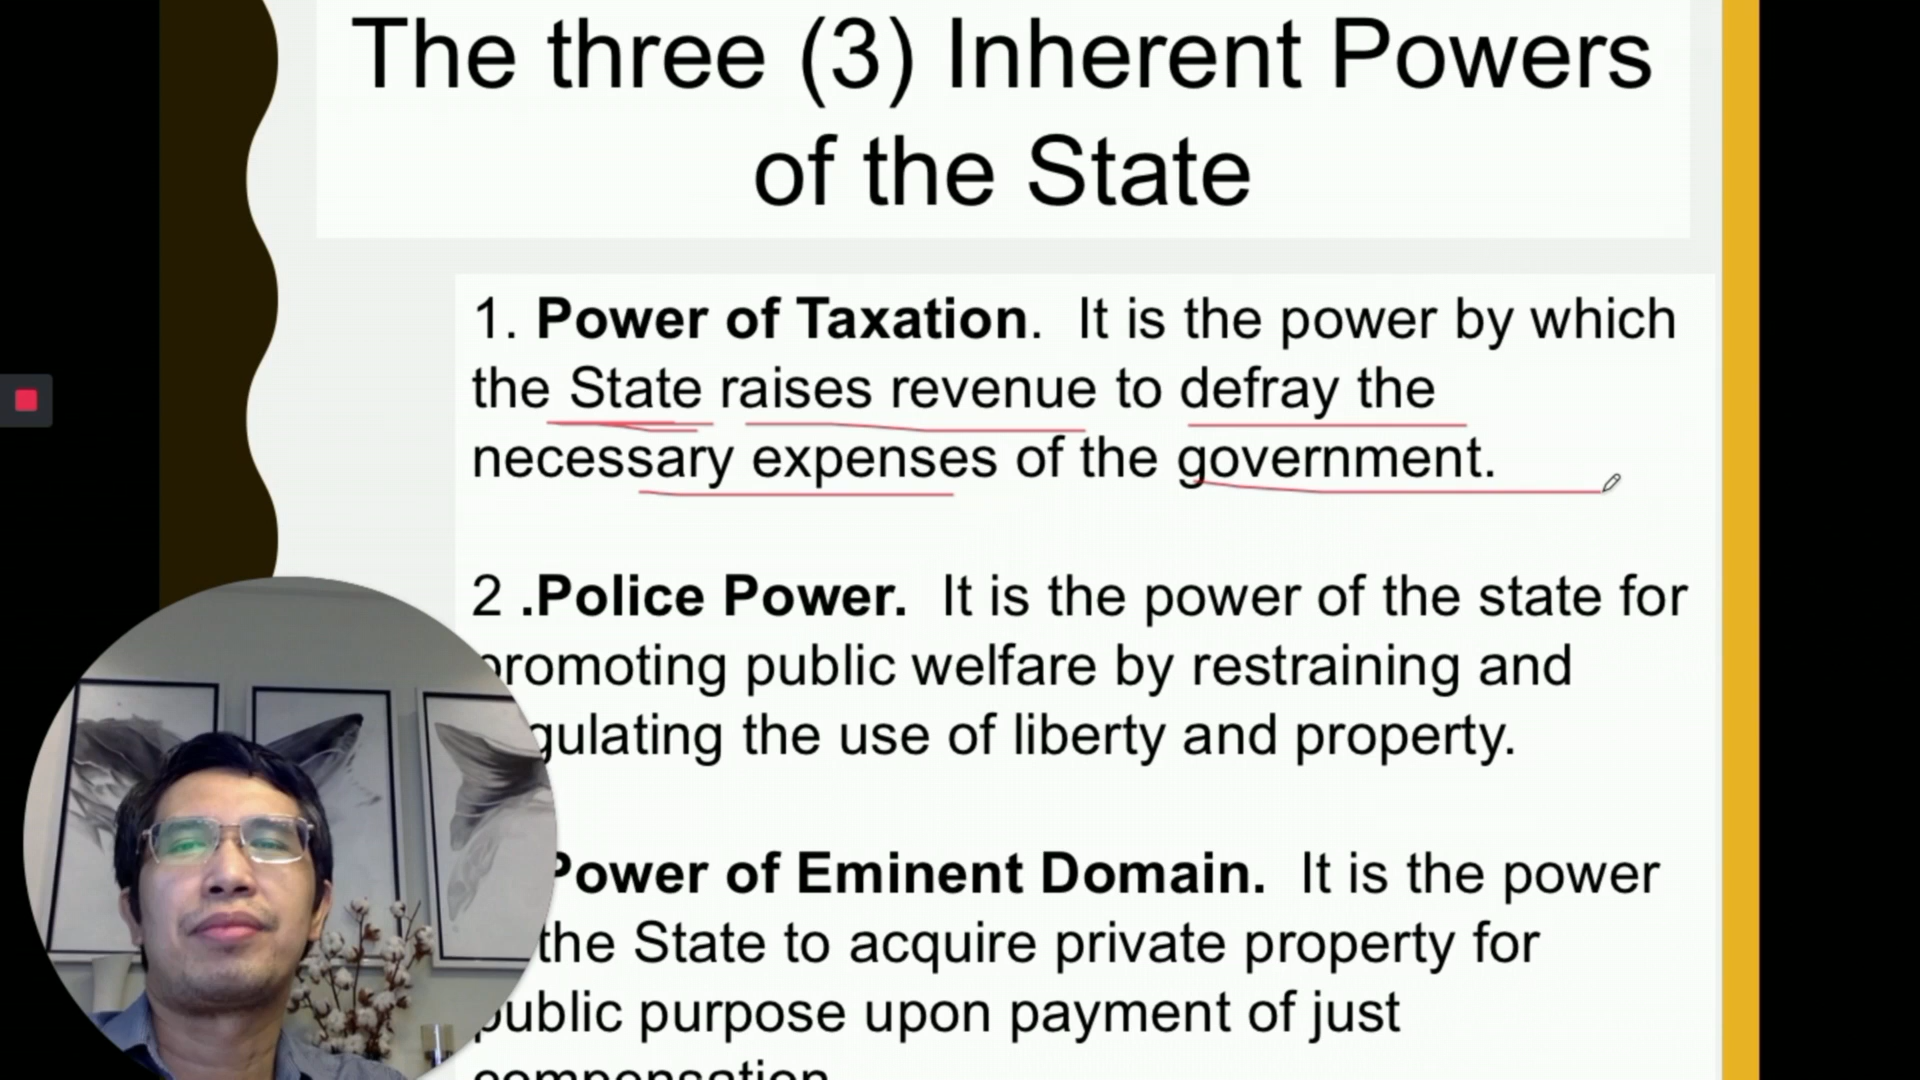 The three (3) Inherent Powers
of the State
1. Power of Taxation. It is the power by which
the State raises revenue to defray the
necessary expenses of the government.
2 .Police Power. It is the power of the state for
promoting public welfare by restraining and
gulating the use of liberty and property.
Power of Eminent Domain. It is the power
the State to acquire private property for
public purpose upon payment of just
compensation